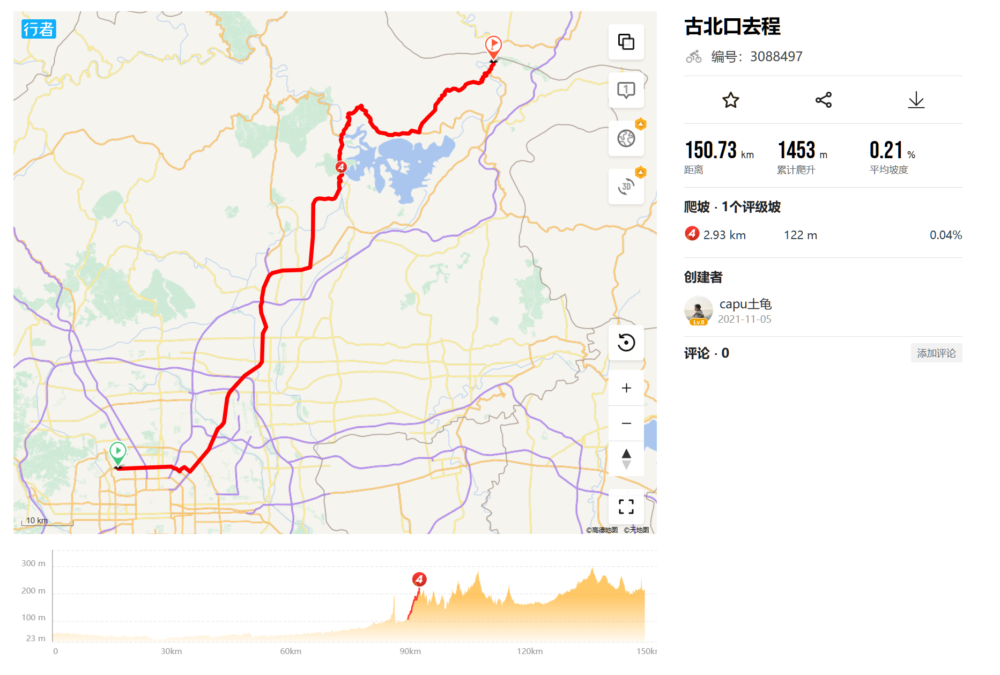 行者
古北口去程
编号：3088497
1
3D
4
150.73 km
1453 m
0.21 %
距离
累计爬升
平均坡度
爬坡 · 1个评级坡
4 2.93 km 122 m 0.04%
创建者
capu土龟
Lv.8
2021-11-05
评论 · 0
添加评论
10 km
©高德地图 ©天地图
300 m
200 m
100 m
23 m
4
0 30km 60km 90km 120km 150kr